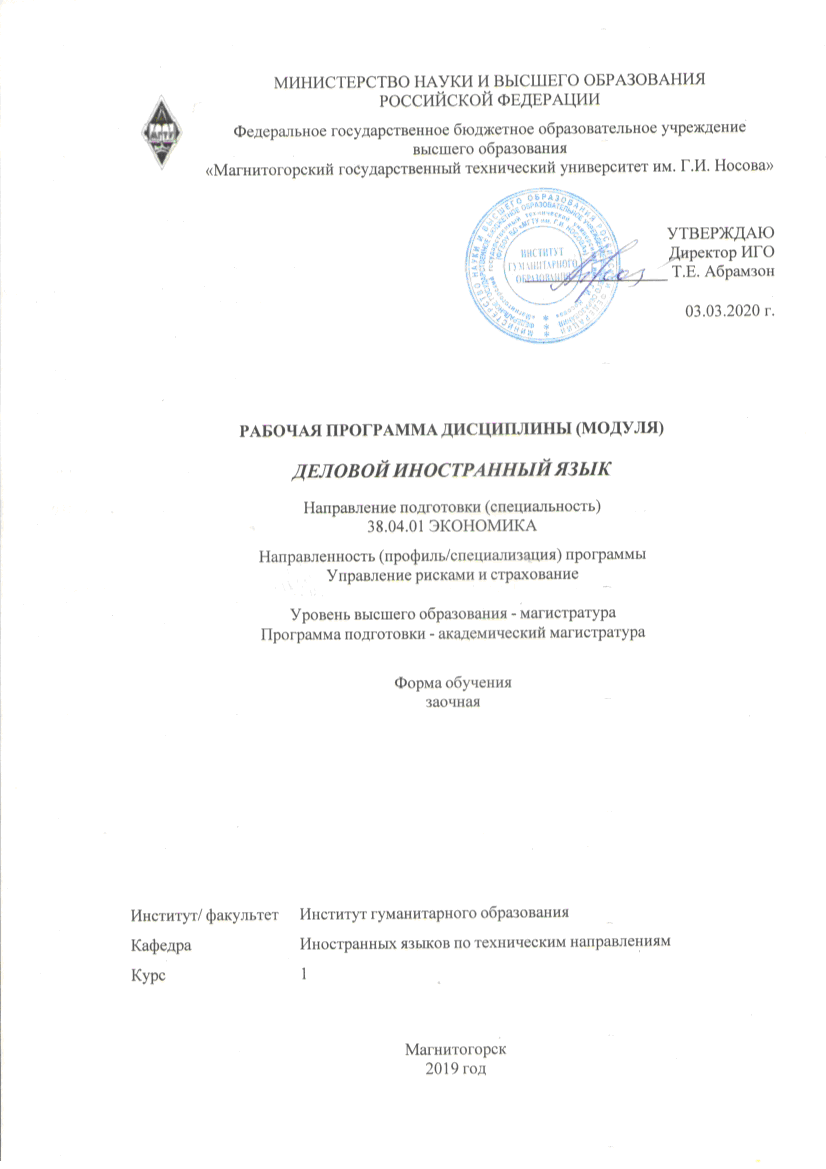 МИНИСТЕРСТВО НАУКИ И ВЫСШЕГО ОБРАЗОВАНИЯ
РОССИЙСКОЙ ФЕДЕРАЦИИ
Федеральное государственное бюджетное образовательное учреждение
высшего образования
«Магнитогорский государственный технический университет им. Г.И. Носова»
ИНСТИТУТ
ГУМАНИТАРНОГО
ОБРАЗОВАНИЯ
УТВЕРЖДАЮ
Директор ИГО
Т.Е. Абрамзон
03.03.2020 г.
РАБОЧАЯ ПРОГРАММА ДИСЦИПЛИНЫ (МОДУЛЯ)
ДЕЛОВОЙ ИНОСТРАННЫЙ ЯЗЫК
Направление подготовки (специальность)
38.04.01 ЭКОНОМИКА
Направленность (профиль/специализация) программы
Управление рисками и страхование
Уровень высшего образования - магистратура
Программа подготовки - академический магистратура
Форма обучения
заочная
Институт/ факультет Институт гуманитарного образования
Кафедра Иностранных языков по техническим направлениям
Курс 1
Магнитогорск
2019 год